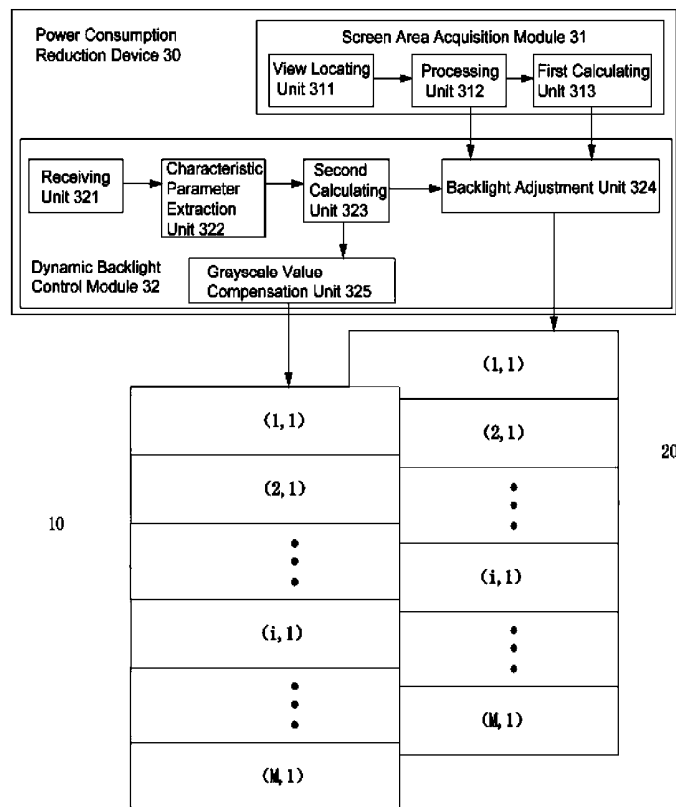 Power Consumption
Reduction Device 30
Screen Area Acquisition Module 31
View Locating
Unit 311
Processing
Unit 312
First Calculating
Unit 313
Receiving
Unit 321
Characteristic
Parameter
Extraction
Unit 322
Second
Calculating
Unit 323
Backlight Adjustment Unit 324
Dynamic Backlight
Control Module 32
Grayscale Value
Compensation Unit 325
(1,1)
(2,1)
(i,1)
(M,1)
20
10
(1,1)
(2,1)
(i,1)
(M,1)